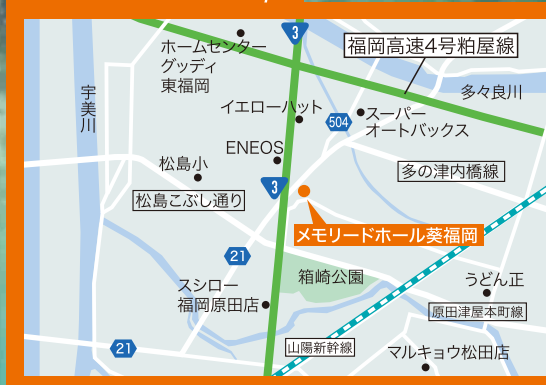 3
ホームセンター
グッディ
東福岡
福岡高速4号粕屋線
宇美川
多々良川
イエローハット
504
スーパー
オートバックス
ENEOS
松島小
多の津内橋線
3
松島こぶし通り
メモリードホール葵福岡
21
箱崎公園
うどん正
スシロー
福岡原田店
原田津屋本町線
21
山陽新幹線
マルキョウ松田店